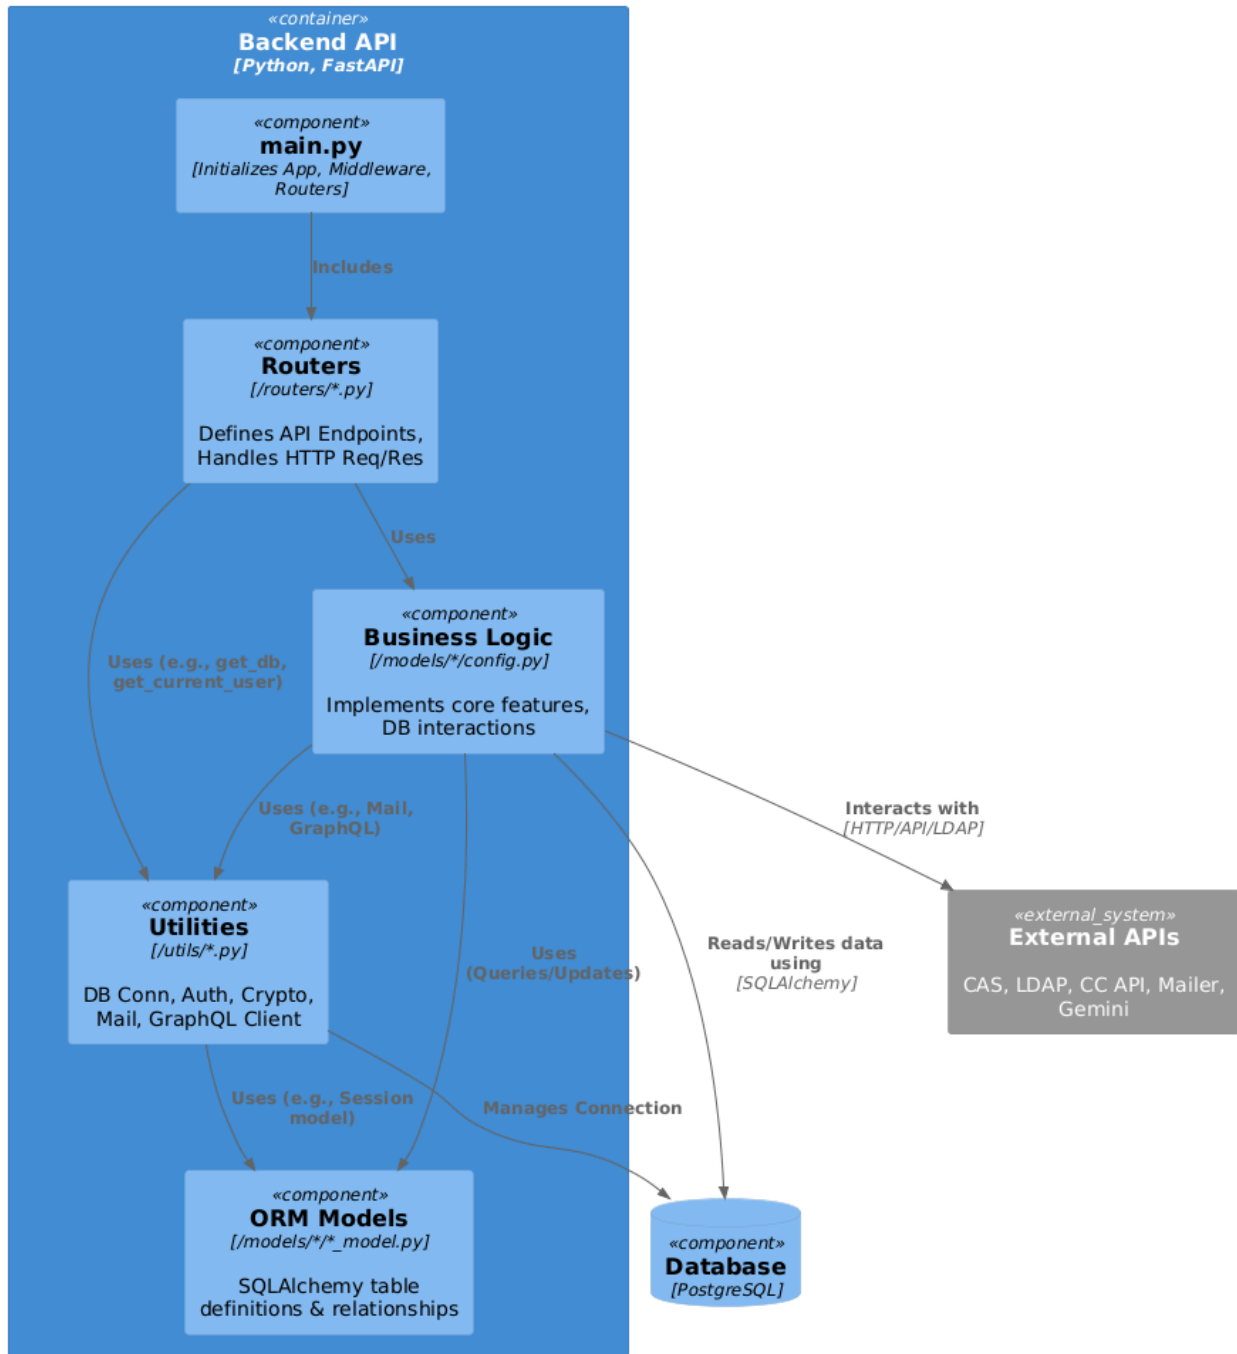 «container»
Backend API
[Python, FastAPI]
«component»
main.py
[Initializes App, Middleware,
Routers]
Includes
«component»
Routers
[/routers/*.py]
Defines API Endpoints,
Handles HTTP Req/Res
Uses
«component»
Business Logic
[/models/*/config.py]
Implements core features,
DB interactions
Uses (e.g., get_db,
get_current_user)
Uses (e.g., Mail,
GraphQL)
Interacts with
[HTTP/API/LDAP]
«component»
Utilities
[/utils/*.py]
DB Conn, Auth, Crypto,
Mail, GraphQL Client
Uses
(Queries/Updates)
Reads/Writes data
using
[SQLAlchemy]
«external_system»
External APIs
CAS, LDAP, CC API, Mailer,
Gemini
Uses (e.g., Session
model)
Manages Connection
«component»
ORM Models
[/models/*/*_model.py]
SQLAlchemy table
definitions & relationships
«component»
Database
[PostgreSQL]